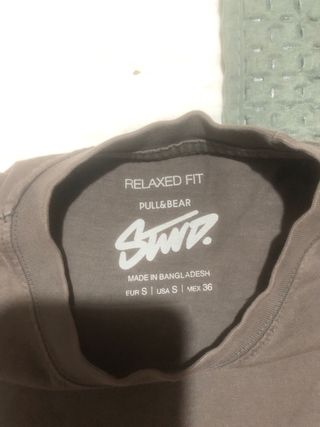 RELAXED FIT
PULL&BEAR
STWD.
MADE IN BANGLADESH
EUR S | USA S | MEX 36